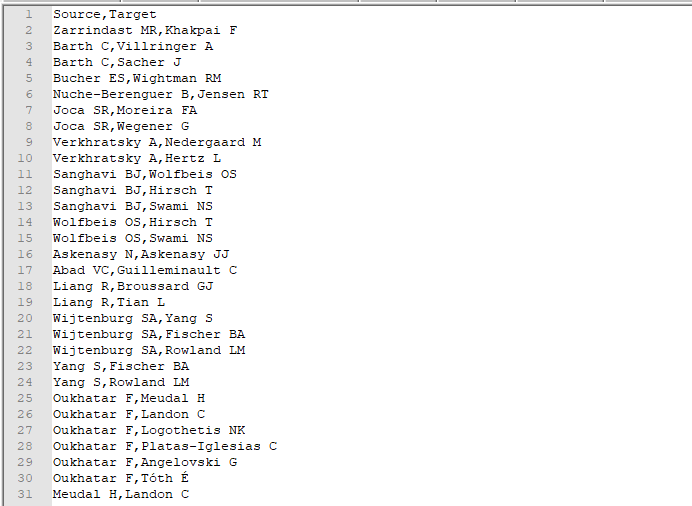 1 Source,Target
2 Zarrindast MR,Khakpai F
3 Barth C,Villringer A
4 Barth C,Sacher J
5 Bucher ES,Wightman RM
6 Nuche-Berenguer B,Jensen RT
7 Joca SR,Moreira FA
8 Joca SR,Wegener G
9 Verkhratsky A,Nedergaard M
10 Verkhratsky A,Hertz L
11 Sanghavi BJ,Wolfbeis OS
12 Sanghavi BJ,Hirsch T
13 Sanghavi BJ,Swami NS
14 Wolfbeis OS,Hirsch T
15 Wolfbeis OS,Swami NS
16 Askenasy N,Askenasy JJ
17 Abad VC,Guilleminault C
18 Liang R,Broussard GJ
19 Liang R,Tian L
20 Wijtenburg SA,Yang S
21 Wijtenburg SA,Fischer BA
22 Wijtenburg SA,Rowland LM
23 Yang S,Fischer BA
24 Yang S,Rowland LM
25 Oukhatar F,Meudal H
26 Oukhatar F,Landon C
27 Oukhatar F,Logothetis NK
28 Oukhatar F,Platas-Iglesias C
29 Oukhatar F,Angelovski G
30 Oukhatar F,Tóth É
31 Meudal H,Landon C